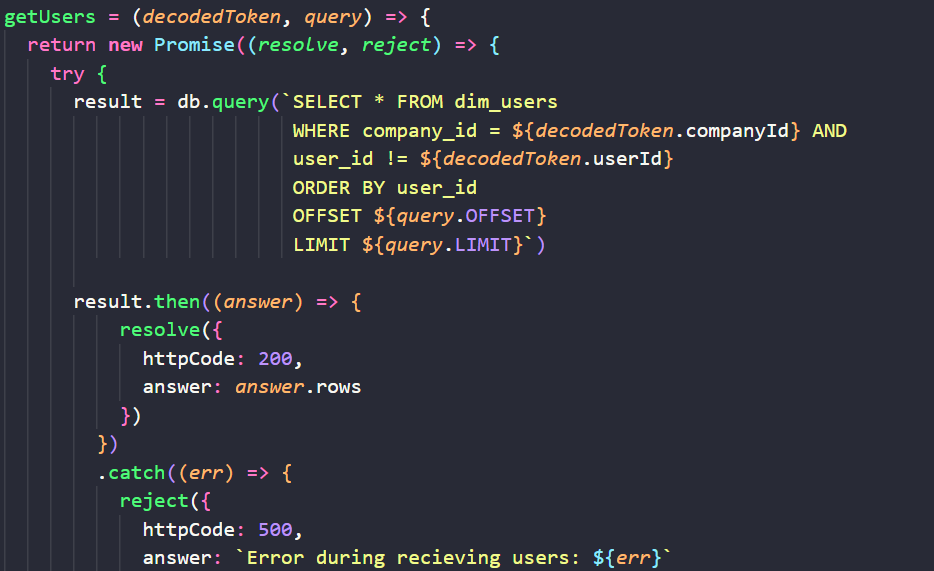 getUsers = (decodedToken, query) => {
return new Promise((resolve, reject) => {
try {
result = db.query(`SELECT * FROM dim_users
WHERE company_id = ${decodedToken.companyId} AND
user_id != ${decodedToken.userId}
ORDER BY user_id
OFFSET ${query.OFFSET}
LIMIT ${query.LIMIT}`)
result.then((answer) => {
resolve({
httpCode: 200,
answer: answer.rows
})
})
.catch((err) => {
reject({
httpCode: 500,
answer: `Error during recieving users: ${err}`